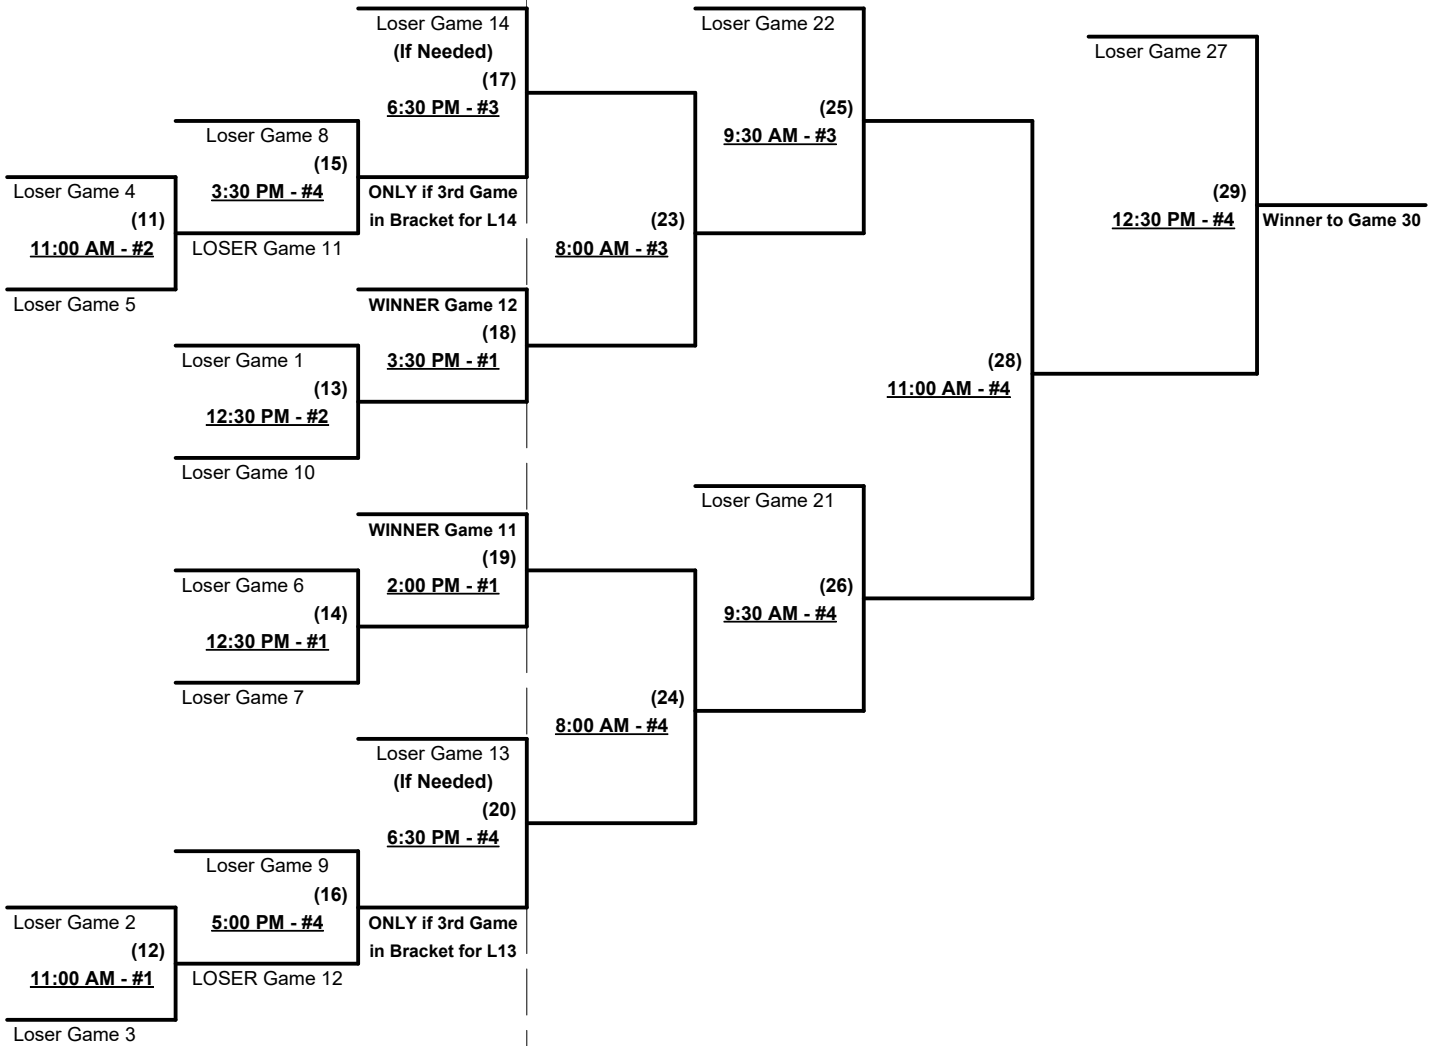 Loser Game 14
(If Needed)
(17)
6:30 PM - #3
Loser Game 22
Loser Game 27
(25)
9:30 AM - #3
Loser Game 8
(15)
3:30 PM - #4
ONLY if 3rd Game
in Bracket for L14
Loser Game 4
(11)
11:00 AM - #2
LOSER Game 11
Loser Game 5
(23)
8:00 AM - #3
(29)
12:30 PM - #4
Winner to Game 30
WINNER Game 12
(18)
3:30 PM - #1
Loser Game 1
(13)
12:30 PM - #2
Loser Game 10
(28)
11:00 AM - #4
WINNER Game 11
(19)
2:00 PM - #1
Loser Game 21
(26)
9:30 AM - #4
Loser Game 6
(14)
12:30 PM - #1
Loser Game 7
(24)
8:00 AM - #4
Loser Game 13
(If Needed)
(20)
6:30 PM - #4
Loser Game 9
(16)
5:00 PM - #4
ONLY if 3rd Game
in Bracket for L13
Loser Game 2
(12)
11:00 AM - #1
LOSER Game 12
Loser Game 3